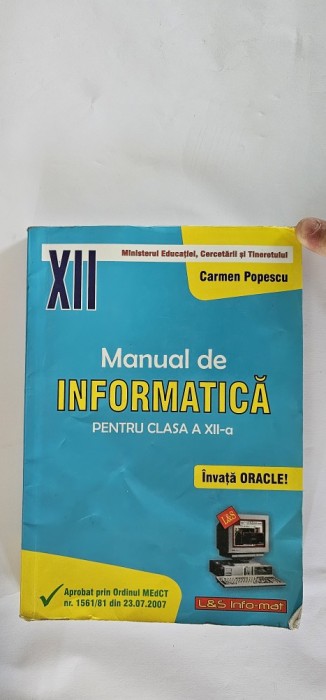 XII
Ministerul Educației, Cercetării și Tineretului
Carmen Popescu
Manual de
INFORMATICĂ
PENTRU CLASA A XII-a
Învață ORACLE!
L&S
Aprobat prin Ordinul MEdCT
nr. 1561/81 din 23.07.2007
L&S Info-mat